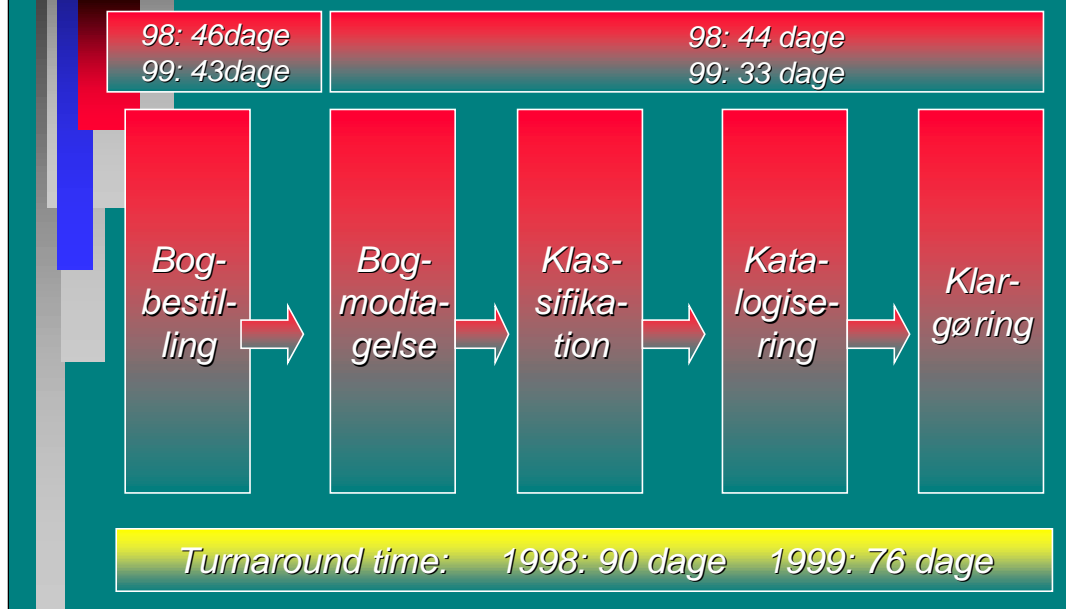 98: 46dage
99: 43dage
98: 44 dage
99: 33 dage
Bog-
bestil-
ling
Bog-
modta-
gelse
Klas-
sifika-
tion
Kata-
logise-
ring
Klar-
gøring
Turnaround time: 1998: 90 dage 1999: 76 dage